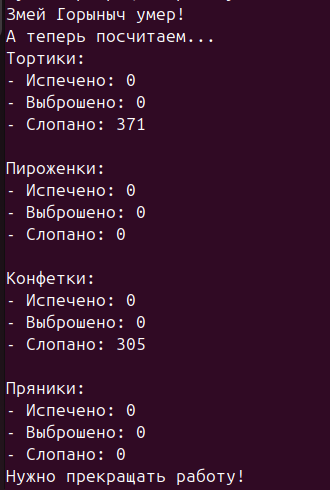 Змей Горыныч умер!
А теперь посчитаем...
Тортики:
- Испечено: 0
- Выброшено: 0
- Слопано: 371
Пироженки:
- Испечено: 0
- Выброшено: 0
- Слопано: 0
Конфетки:
- Испечено: 0
- Выброшено: 0
- Слопано: 305
Пряники:
- Испечено: 0
- Выброшено: 0
- Слопано: 0
Нужно прекращать работу!